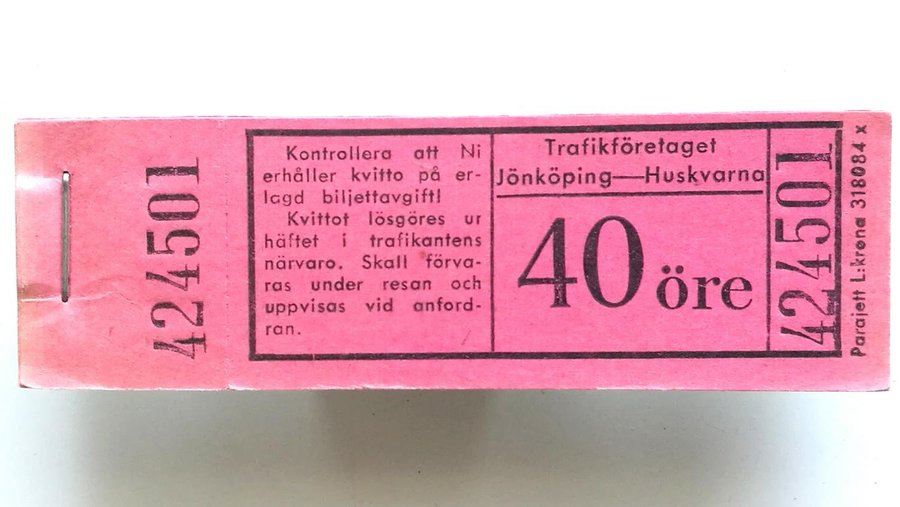 424501
Kontrollera att Ni
erhåller kvitto på er-
lagd biljettavgift!
Kvittot lösgöres ur
häftet i trafikantens
närvaro. Skall förva-
ras under resan och
uppvisas vid anford-
ran.
Trafikföretaget
Jönköping—Huskvarna
40 öre
424501
Parajett L:krona 318084 x